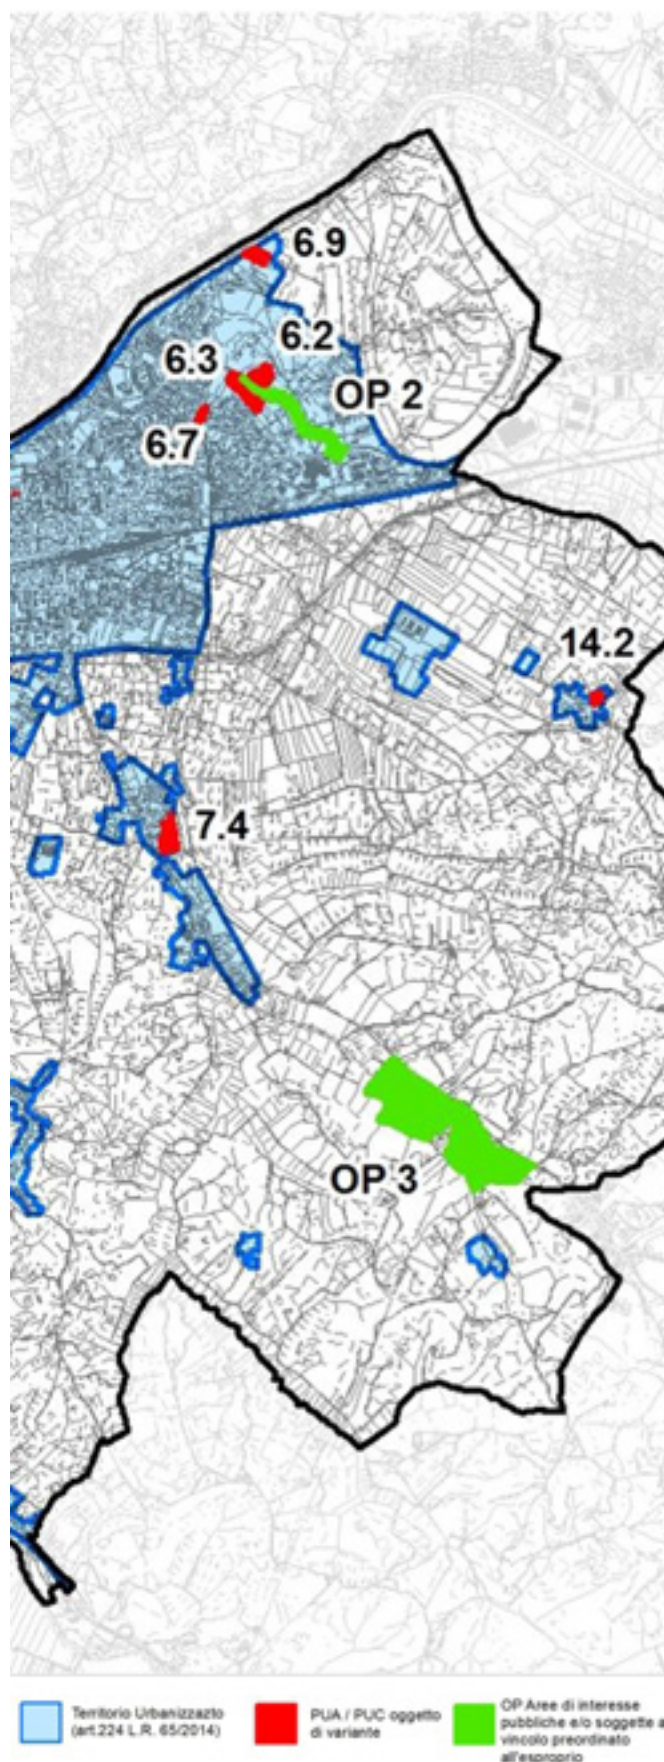 6.9
6.2
6.3
OP 2
6.7
14.2
7.4
OP 3
Territorio Urbanizzazto
(art.224 L.R. 65/2014)
PUA / PUC oggetto
di variante
OP Aree di interesse
pubbliche e/o soggette a
vincolo preordinato
all'esproprio